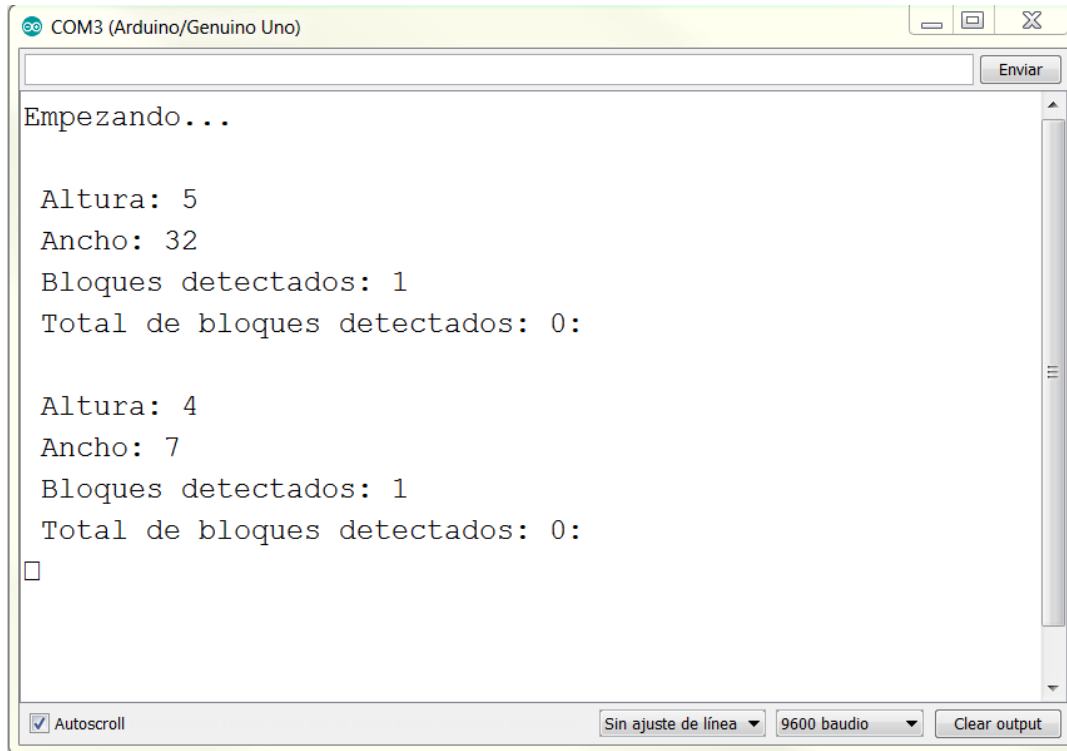 COM3 (Arduino/Genuino Uno)
Enviar
Empezando...
Altura: 5
Ancho: 32
Bloques detectados: 1
Total de bloques detectados: 0:
Altura: 4
Ancho: 7
Bloques detectados: 1
Total de bloques detectados: 0:
Autoscroll
Sin ajuste de línea
9600 baudio
Clear output